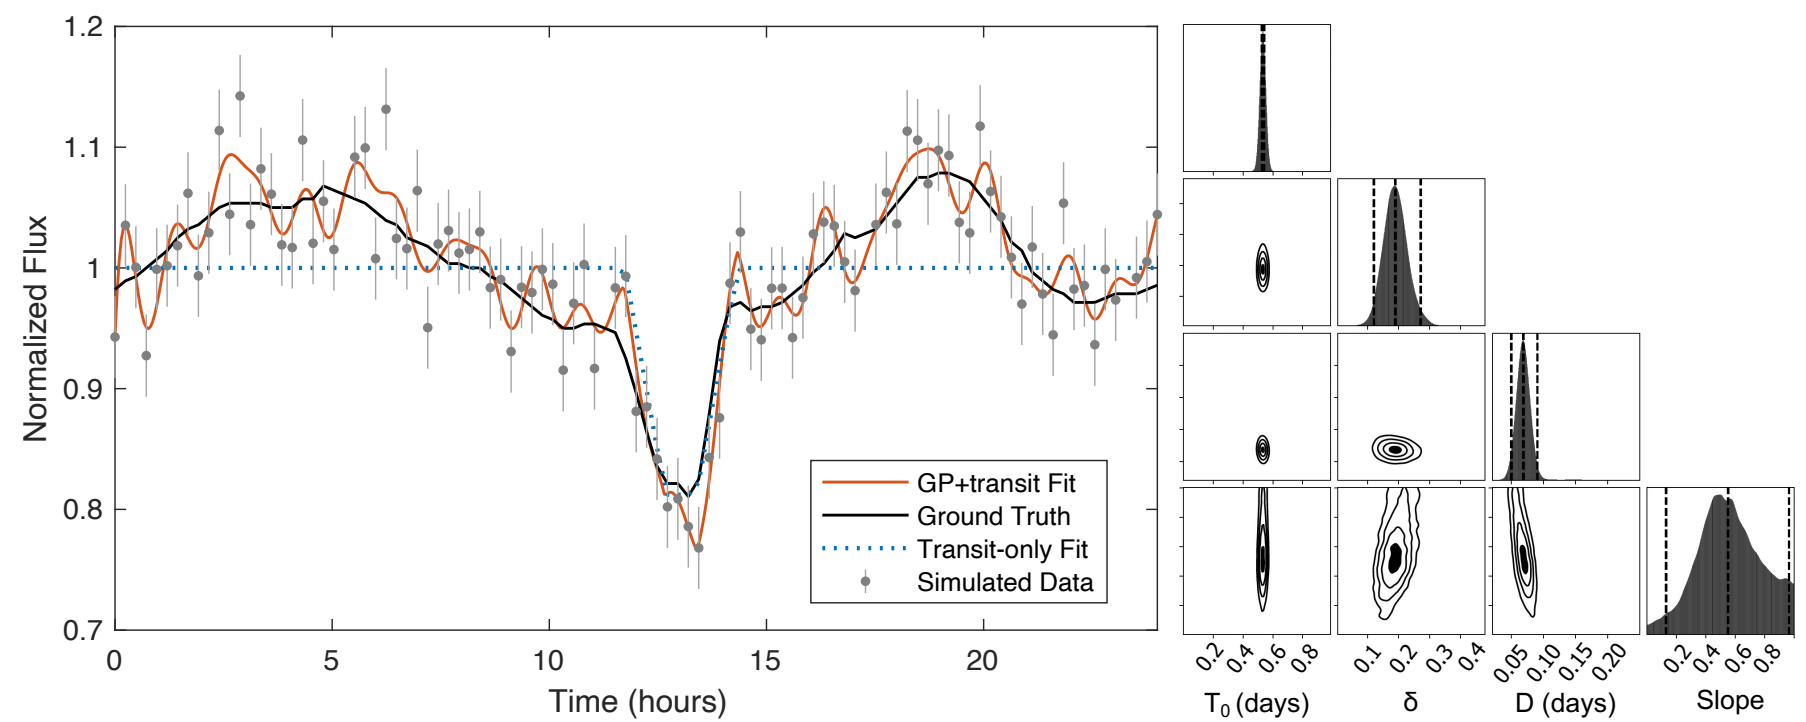 1.2
1.1
1
0.9
0.8
0.7
Normalized Flux
0 5 10 15 20
Time (hours)
GP+transit Fit
Ground Truth
Transit-only Fit
Simulated Data
0.2 0.4 0.6 0.8
T0 (days)
0.1 0.2 0.3 0.4
δ
0.05 0.10 0.15 0.20
D (days)
0.2 0.4 0.6 0.8
Slope